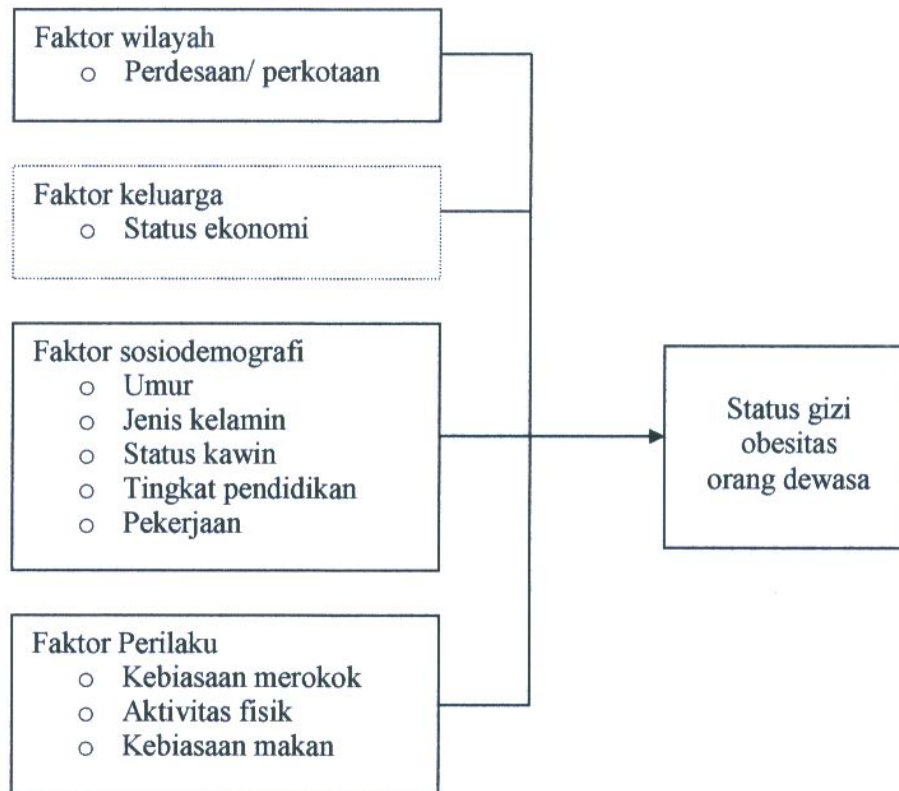 Faktor wilayah
o Perdesaan/ perkotaan
Faktor keluarga
o Status ekonomi
Faktor sosiodemografi
o Umur
o Jenis kelamin
o Status kawin
o Tingkat pendidikan
o Pekerjaan
Faktor Perilaku
o Kebiasaan merokok
o Aktivitas fisik
o Kebiasaan makan
Status gizi
obesitas
orang dewasa